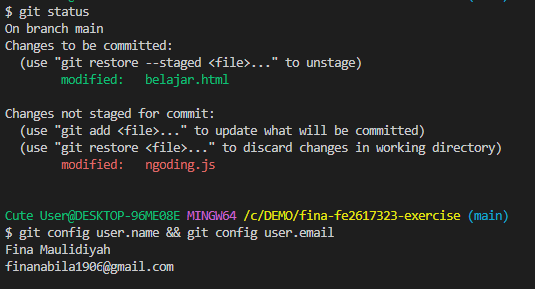 $ git status
On branch main
Changes to be committed:
  (use "git restore --staged <file>..." to unstage)
        modified:   belajar.html

Changes not staged for commit:
  (use "git add <file>..." to update what will be committed)
  (use "git restore <file>..." to discard changes in working directory)
        modified:   ngoding.js

Cute User@DESKTOP-96ME08E MINGW64 /c/DEMO/fina-fe2617323-exercise (main)
$ git config user.name && git config user.email
Fina Maulidiyah
finanabila1906@gmail.com